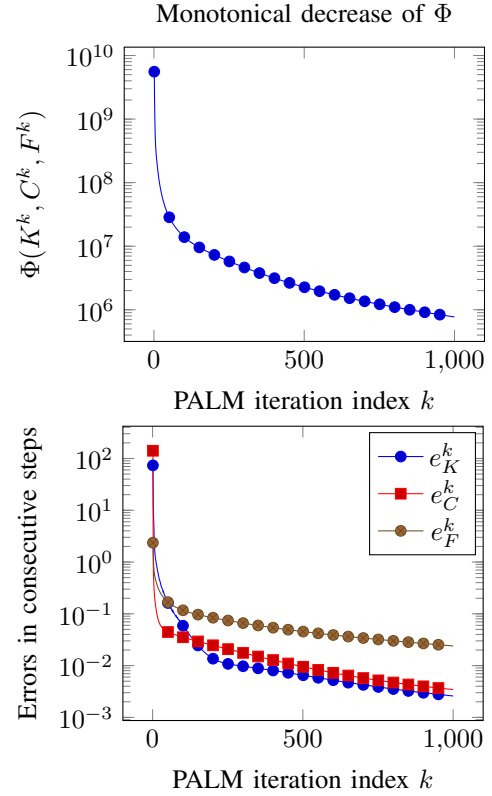 Monotonical decrease of Φ
Φ(K^k, C^k, F^k)
10^10
10^9
10^8
10^7
10^6
0
500
1,000
PALM iteration index k
Errors in consecutive steps
10^2
10^1
10^0
10^−1
10^−2
10^−3
e_K^k
e_C^k
e_F^k
0
500
1,000
PALM iteration index k